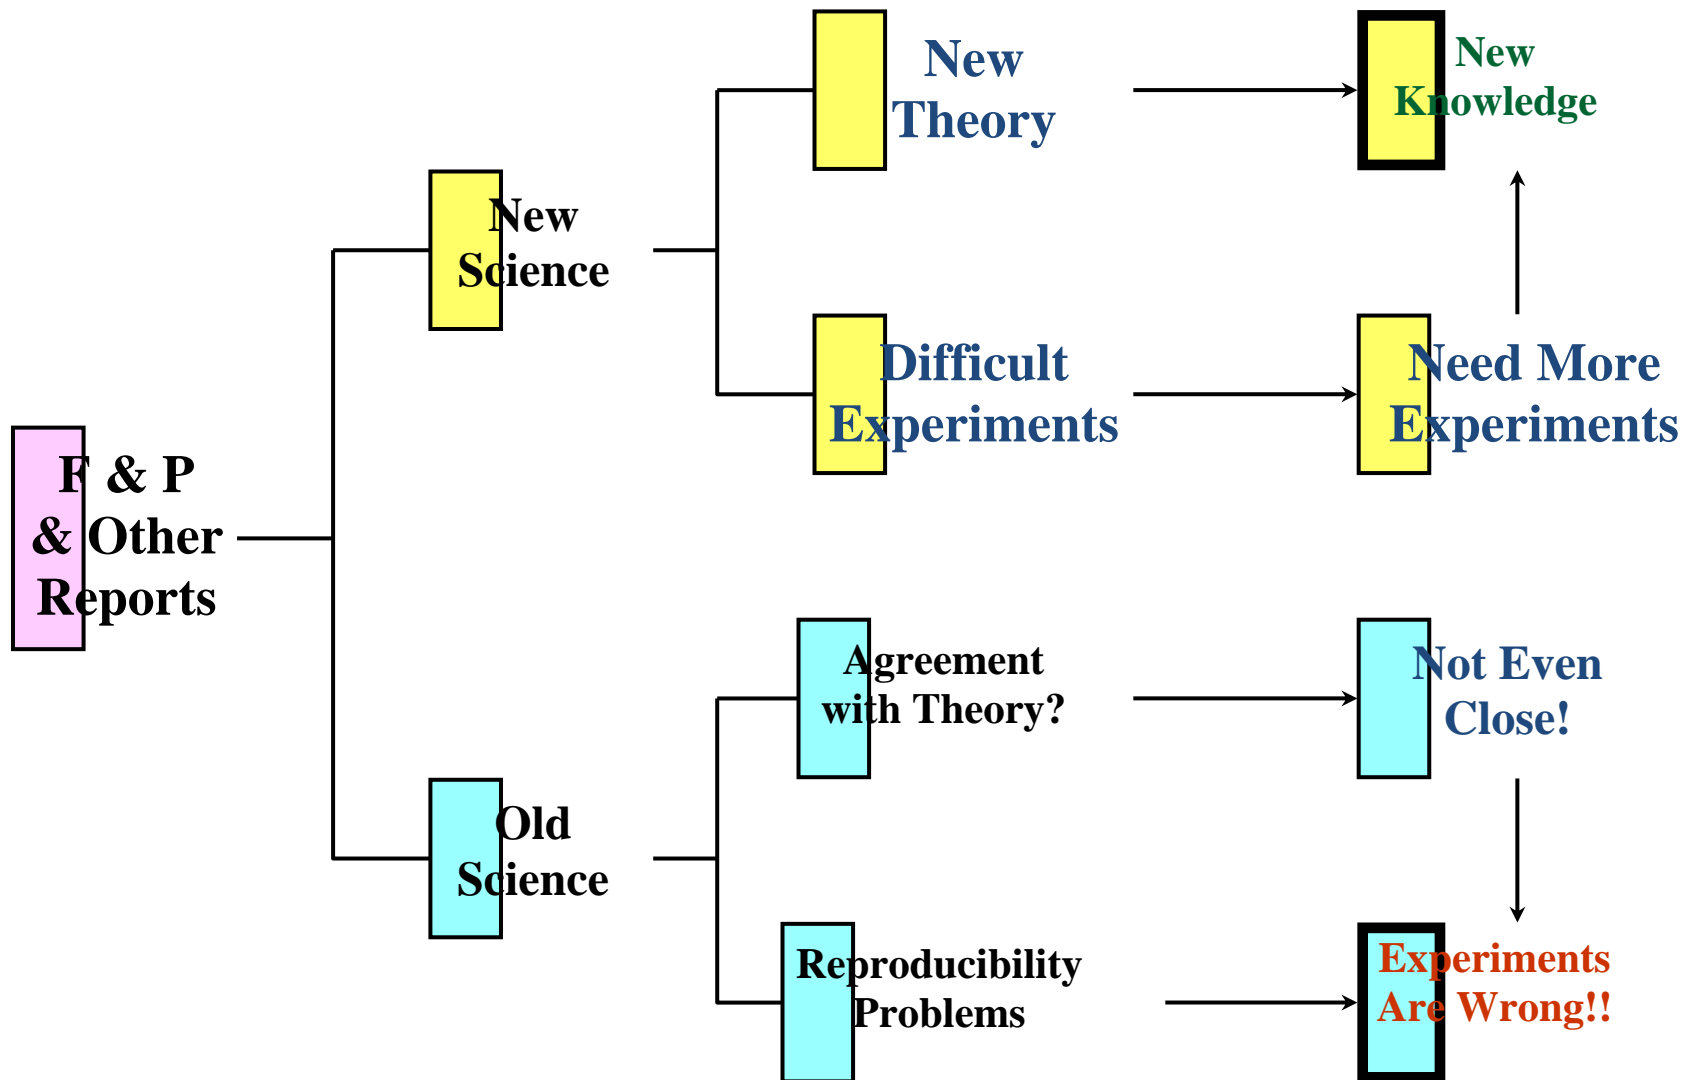 New
Theory
New
Knowledge
New
Science
Difficult
Experiments
Need More
Experiments
F & P
& Other
Reports
Agreement
with Theory?
Not Even
Close!
Old
Science
Reproducibility
Problems
Experiments
Are Wrong!!